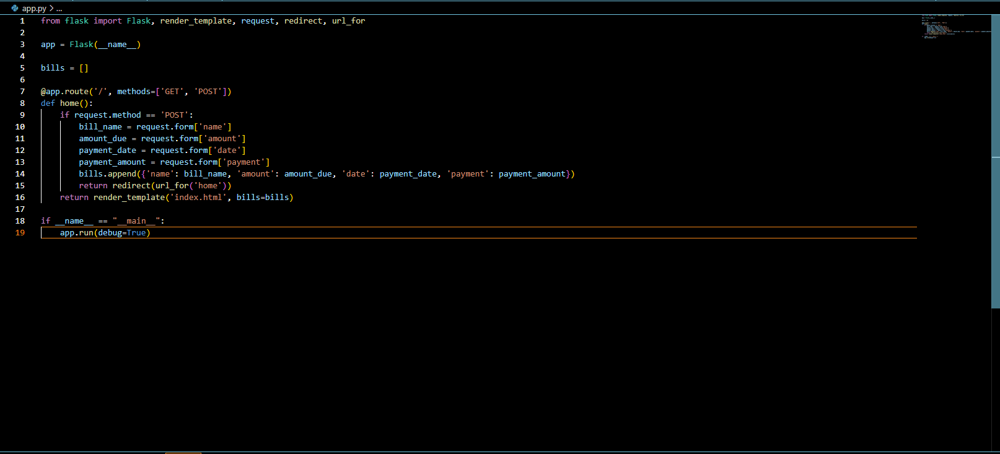 app.py > ...
1 from flask import Flask, render_template, request, redirect, url_for
2
3 app = Flask(__name__)
4
5 bills = []
6
7 @app.route('/', methods=['GET', 'POST'])
8 def home():
9     if request.method == 'POST':
10         bill_name = request.form['name']
11         amount_due = request.form['amount']
12         payment_date = request.form['date']
13         payment_amount = request.form['payment']
14         bills.append({'name': bill_name, 'amount': amount_due, 'date': payment_date, 'payment': payment_amount})
15         return redirect(url_for('home'))
16     return render_template('index.html', bills=bills)
17
18 if __name__ == "__main__":
19     app.run(debug=True)